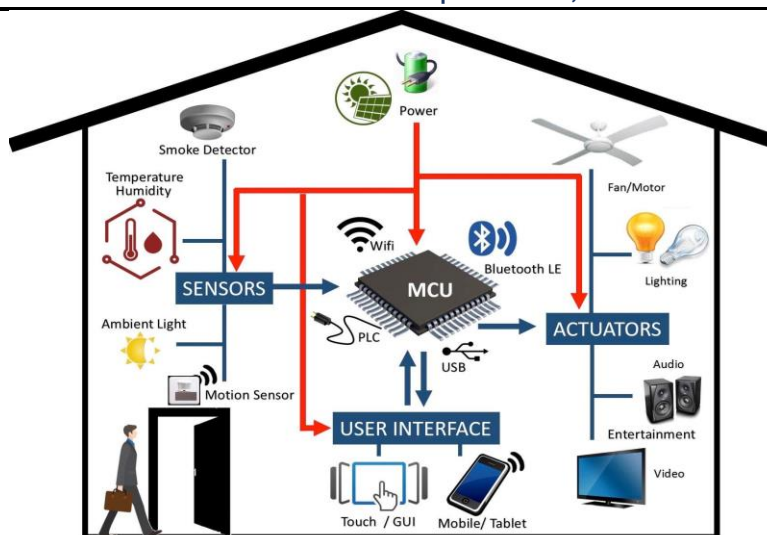 Power
Smoke Detector
Temperature
Humidity
Fan/Motor
Wifi
Bluetooth LE
MCU
SENSORS
Lighting
Ambient Light
PLC
USB
ACTUATORS
Motion Sensor
Audio
USER INTERFACE
Entertainment
Touch / GUI
Mobile/ Tablet
Video